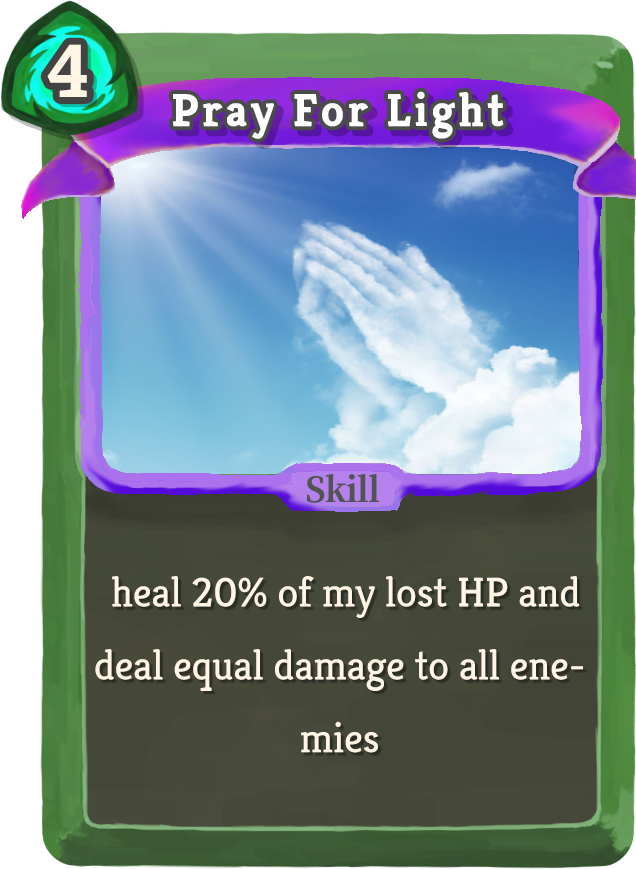 4
Pray For Light
Skill
heal 20% of my lost HP and
deal equal damage to all ene-
mies